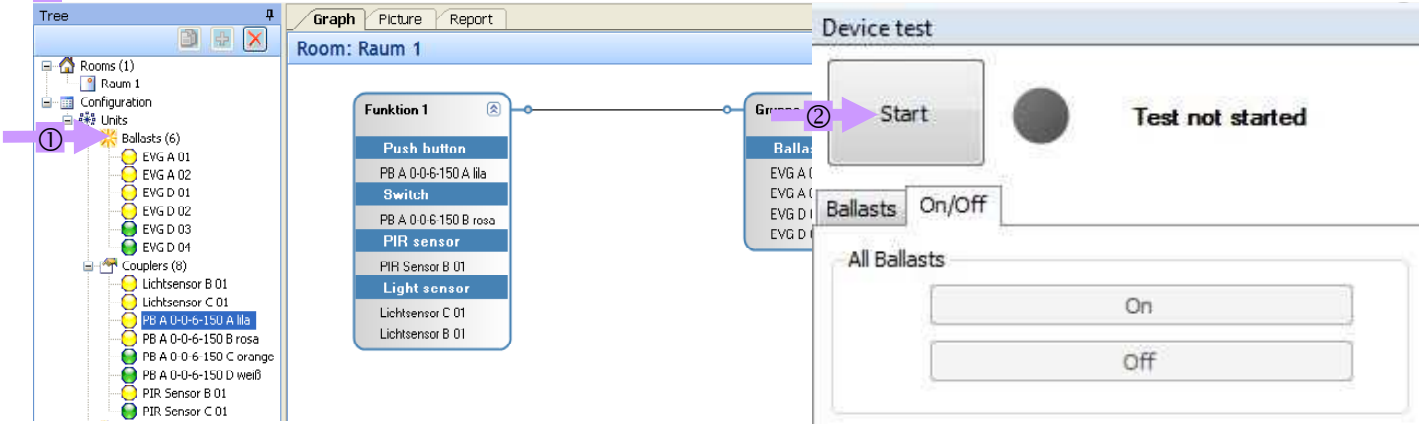 Tree
Rooms (1)
Raum 1
Configuration
Units
①
Ballasts (6)
EVG A 01
EVG A 02
EVG D 01
EVG D 02
EVG D 03
EVG D 04
Couplers (8)
Lichtsensor B 01
Lichtsensor C 01
PB A 0-0-6-150 A lila
PB A 0-0-6-150 B rosa
PB A 0-0-6-150 C orange
PB A 0-0-6-150 D weiß
PIR Sensor B 01
PIR Sensor C 01
Graph Picture Report
Room: Raum 1
Funktion 1
Push button
PB A 0-0-6-150 A lila
Switch
PB A 0-0-6-150 B rosa
PIR sensor
PIR Sensor B 01
Light sensor
Lichtsensor C 01
Lichtsensor B 01
EVG A
EVG A
EVG D
EVG D
Device test
②
Start
Test not started
Ballasts On/Off
All Ballasts
On
Off